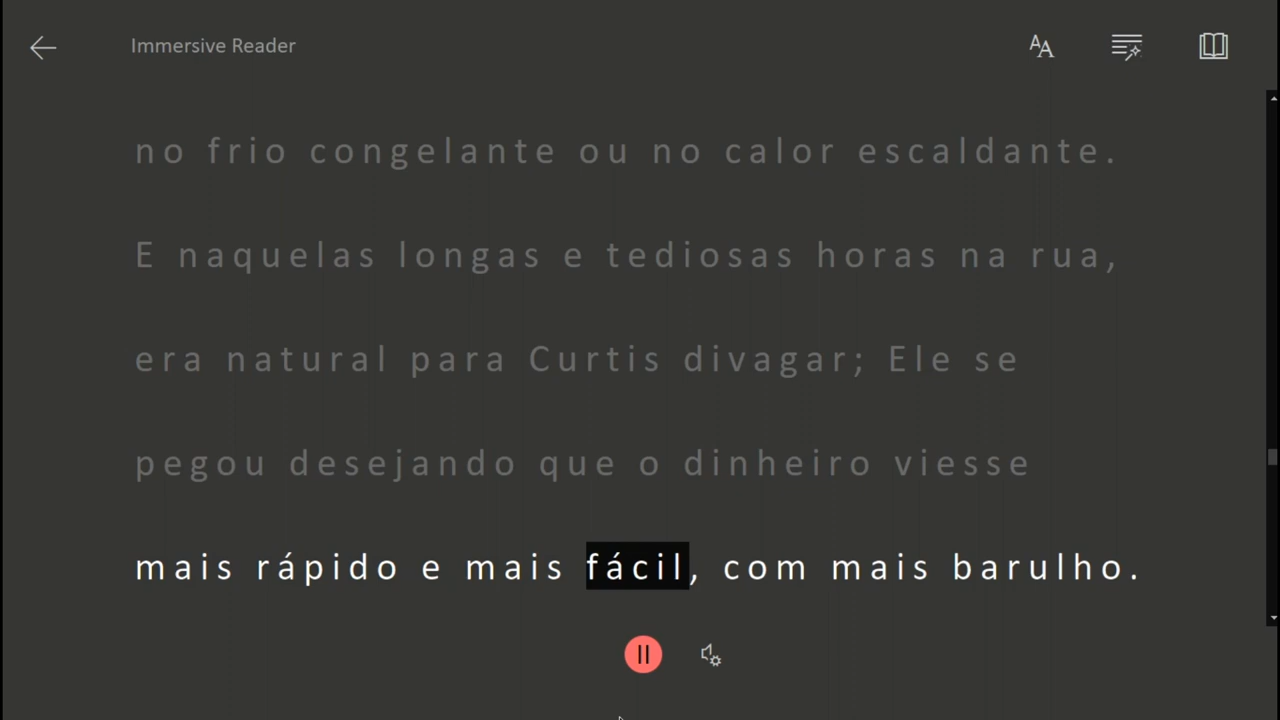 Immersive Reader
no frio congelante ou no calor escaldante.
E naquelas longas e tediosas horas na rua,
era natural para Curtis divagar; Ele se
pegou desejando que o dinheiro viesse
mais rápido e mais fácil, com mais barulho.